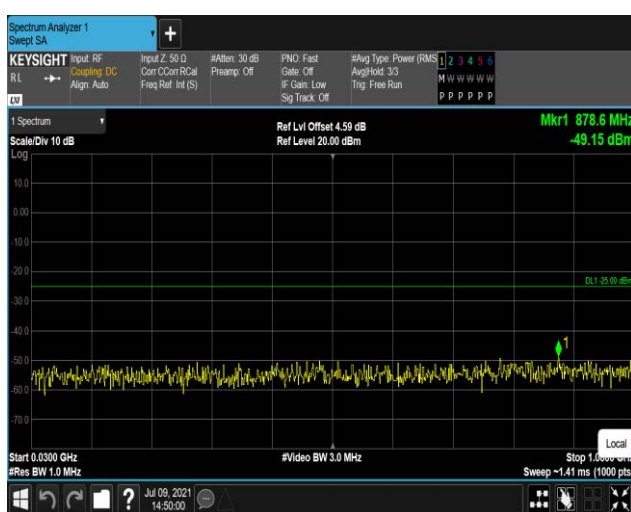 Spectrum Analyzer 1
Swept SA
KEYSIGHT
RL
LXI
Input: RF
Coupling: DC
Align: Auto
Input Z: 50 Ω
Corr CCorr RCal
Freq Ref: Int (S)
#Atten: 30 dB
Preamp: Off
PNO: Fast
Gate: Off
IF Gain: Low
Sig Track: Off
#Avg Type: Power (RMS
Avg|Hold: 3/3
Trig: Free Run
1 2 3 4 5 6
M W W W W W
P P P P P P
1 Spectrum
Scale/Div 10 dB
Log
Ref Lvl Offset 4.59 dB
Ref Level 20.00 dBm
Mkr1 878.6 MHz
-49.15 dBm
10.0
0.00
-10.0
-20.0
DL1 -25.00 dBm
-30.0
-40.0
1
-50.0
-60.0
-70.0
Local
Start 0.0300 GHz
#Res BW 1.0 MHz
#Video BW 3.0 MHz
Stop 1.0000 GHz
Sweep ~1.41 ms (1000 pts
Jul 09, 2021
14:50:00